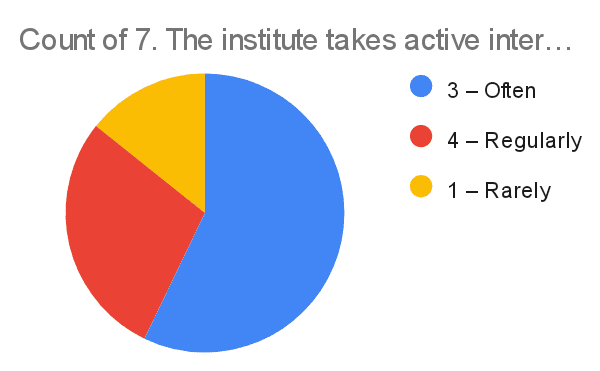 Count of 7. The institute takes active inter…
3 – Often
4 – Regularly
1 – Rarely